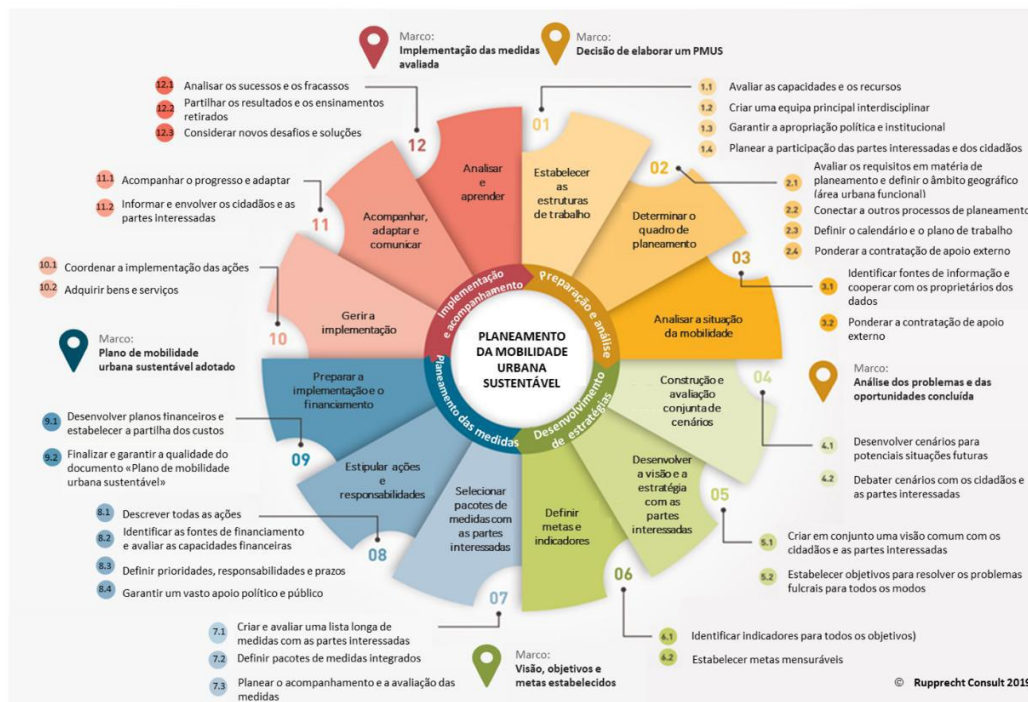 Marco:
Implementação das medidas
avaliada
Marco:
Decisão de elaborar um PMUS
12.1 Analisar os sucessos e os fracassos
12.2 Partilhar os resultados e os ensinamentos
retirados
12.3 Considerar novos desafios e soluções
1.1 Avaliar as capacidades e os recursos
1.2 Criar uma equipa principal interdisciplinar
1.3 Garantir a apropriação política e institucional
1.4 Planear a participação das partes interessadas e dos cidadãos
12
Analisar
e
aprender
01
Estabelecer
as
estruturas
de trabalho
11.1 Acompanhar o progresso e adaptar
11.2 Informar e envolver os cidadãos e as
partes interessadas
11
Acompanhar,
adaptar e
comunicar
02
Determinar o
quadro de
planeamento
2.1 Avaliar os requisitos em matéria de
planeamento e definir o âmbito geográfico
(área urbana funcional)
2.2 Conectar a outros processos de planeamento
2.3 Definir o calendário e o plano de trabalho
2.4 Ponderar a contratação de apoio externo
10.1 Coordenar a implementação das ações
10.2 Adquirir bens e serviços
10
Gerir a
implementação
03
Analisar a situação
da mobilidade
3.1 Identificar fontes de informação e
cooperar com os proprietários dos
dados
3.2 Ponderar a contratação de apoio
externo
Implementação
e acompanhamento
Preparação e análise
PLANEAMENTO
DA MOBILIDADE
URBANA
SUSTENTÁVEL
Planeamento das medidas
Desenvolvimento
de estratégias
Marco:
Plano de mobilidade
urbana sustentável adotado
Marco:
Análise dos problemas e das
oportunidades concluída
Preparar a
implementação e o
financiamento
09
9.1 Desenvolver planos financeiros e
estabelecer a partilha dos custos
9.2 Finalizar e garantir a qualidade do
documento «Plano de mobilidade
urbana sustentável»
Construção e
avaliação
conjunta de
cenários
04
4.1 Desenvolver cenários para
potenciais situações futuras
4.2 Debater cenários com os cidadãos e
as partes interessadas
Estipular ações
e
responsabilidades
08
8.1 Descrever todas as ações
8.2 Identificar as fontes de financiamento
e avaliar as capacidades financeiras
8.3 Definir prioridades, responsabilidades e prazos
8.4 Garantir um vasto apoio político e público
Desenvolver
a visão e a
estratégia
com as
partes
interessadas
05
5.1 Criar em conjunto uma visão comum com os
cidadãos e as partes interessadas
5.2 Estabelecer objetivos para resolver os problemas
fulcrais para todos os modos
Selecionar
pacotes de
medidas com
as partes
interessadas
07
7.1 Criar e avaliar uma lista longa de
medidas com as partes interessadas
7.2 Definir pacotes de medidas integrados
7.3 Planear o acompanhamento e a avaliação das
medidas
Definir
metas e
indicadores
06
6.1 Identificar indicadores para todos os objetivos)
6.2 Estabelecer metas mensuráveis
Marco:
Visão, objetivos e
metas estabelecidos
© Rupprecht Consult 2019